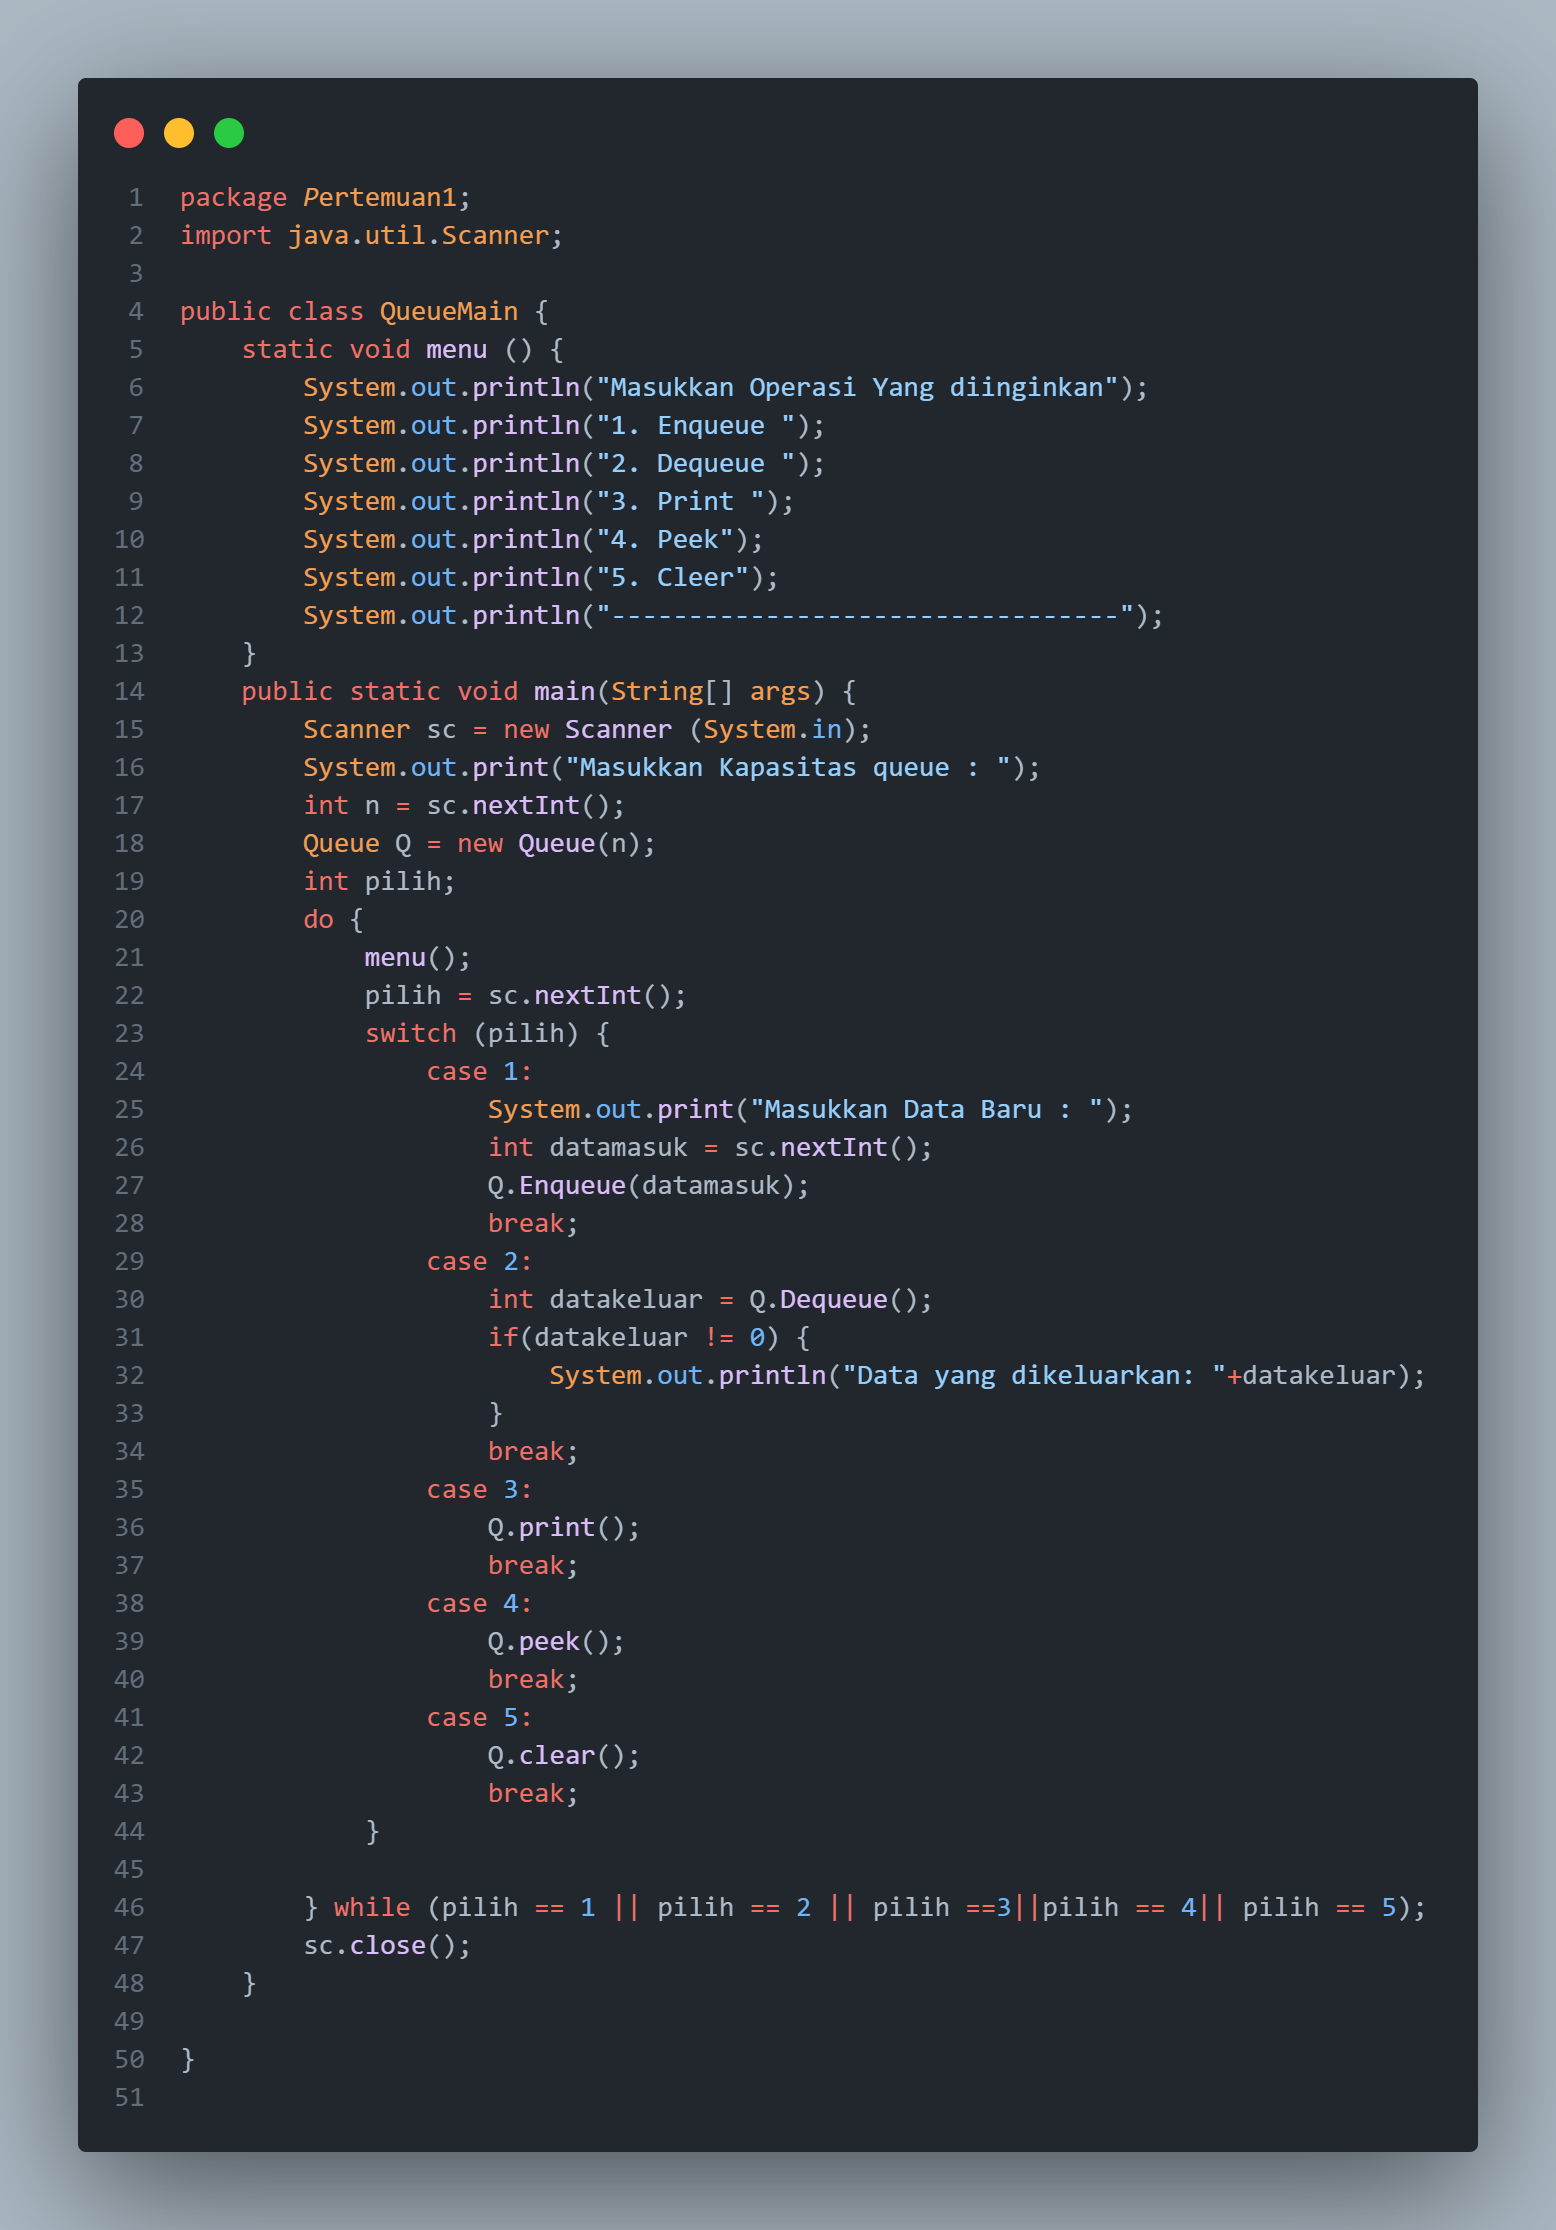 1 package Pertemuan1;
2 import java.util.Scanner;
3
4 public class QueueMain {
5     static void menu () {
6         System.out.println("Masukkan Operasi Yang diinginkan");
7         System.out.println("1. Enqueue ");
8         System.out.println("2. Dequeue ");
9         System.out.println("3. Print ");
10         System.out.println("4. Peek");
11         System.out.println("5. Cleer");
12         System.out.println("---------------------------------");
13     }
14     public static void main(String[] args) {
15         Scanner sc = new Scanner (System.in);
16         System.out.print("Masukkan Kapasitas queue : ");
17         int n = sc.nextInt();
18         Queue Q = new Queue(n);
19         int pilih;
20         do {
21             menu();
22             pilih = sc.nextInt();
23             switch (pilih) {
24                 case 1:
25                     System.out.print("Masukkan Data Baru : ");
26                     int datamasuk = sc.nextInt();
27                     Q.Enqueue(datamasuk);
28                     break;
29                 case 2:
30                     int datakeluar = Q.Dequeue();
31                     if(datakeluar != 0) {
32                         System.out.println("Data yang dikeluarkan: "+datakeluar);
33                     }
34                     break;
35                 case 3:
36                     Q.print();
37                     break;
38                 case 4:
39                     Q.peek();
40                     break;
41                 case 5:
42                     Q.clear();
43                     break;
44             }
45
46         } while (pilih == 1 || pilih == 2 || pilih ==3||pilih == 4|| pilih == 5);
47         sc.close();
48     }
49
50 }
51